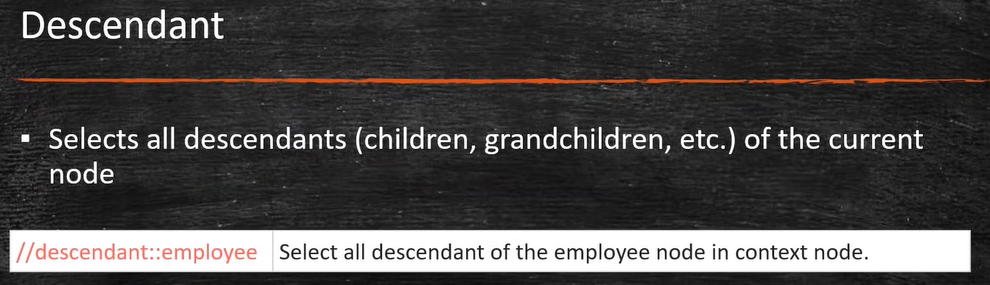 Descendant
▪ Selects all descendants (children, grandchildren, etc.) of the current
node
//descendant::employee Select all descendant of the employee node in context node.